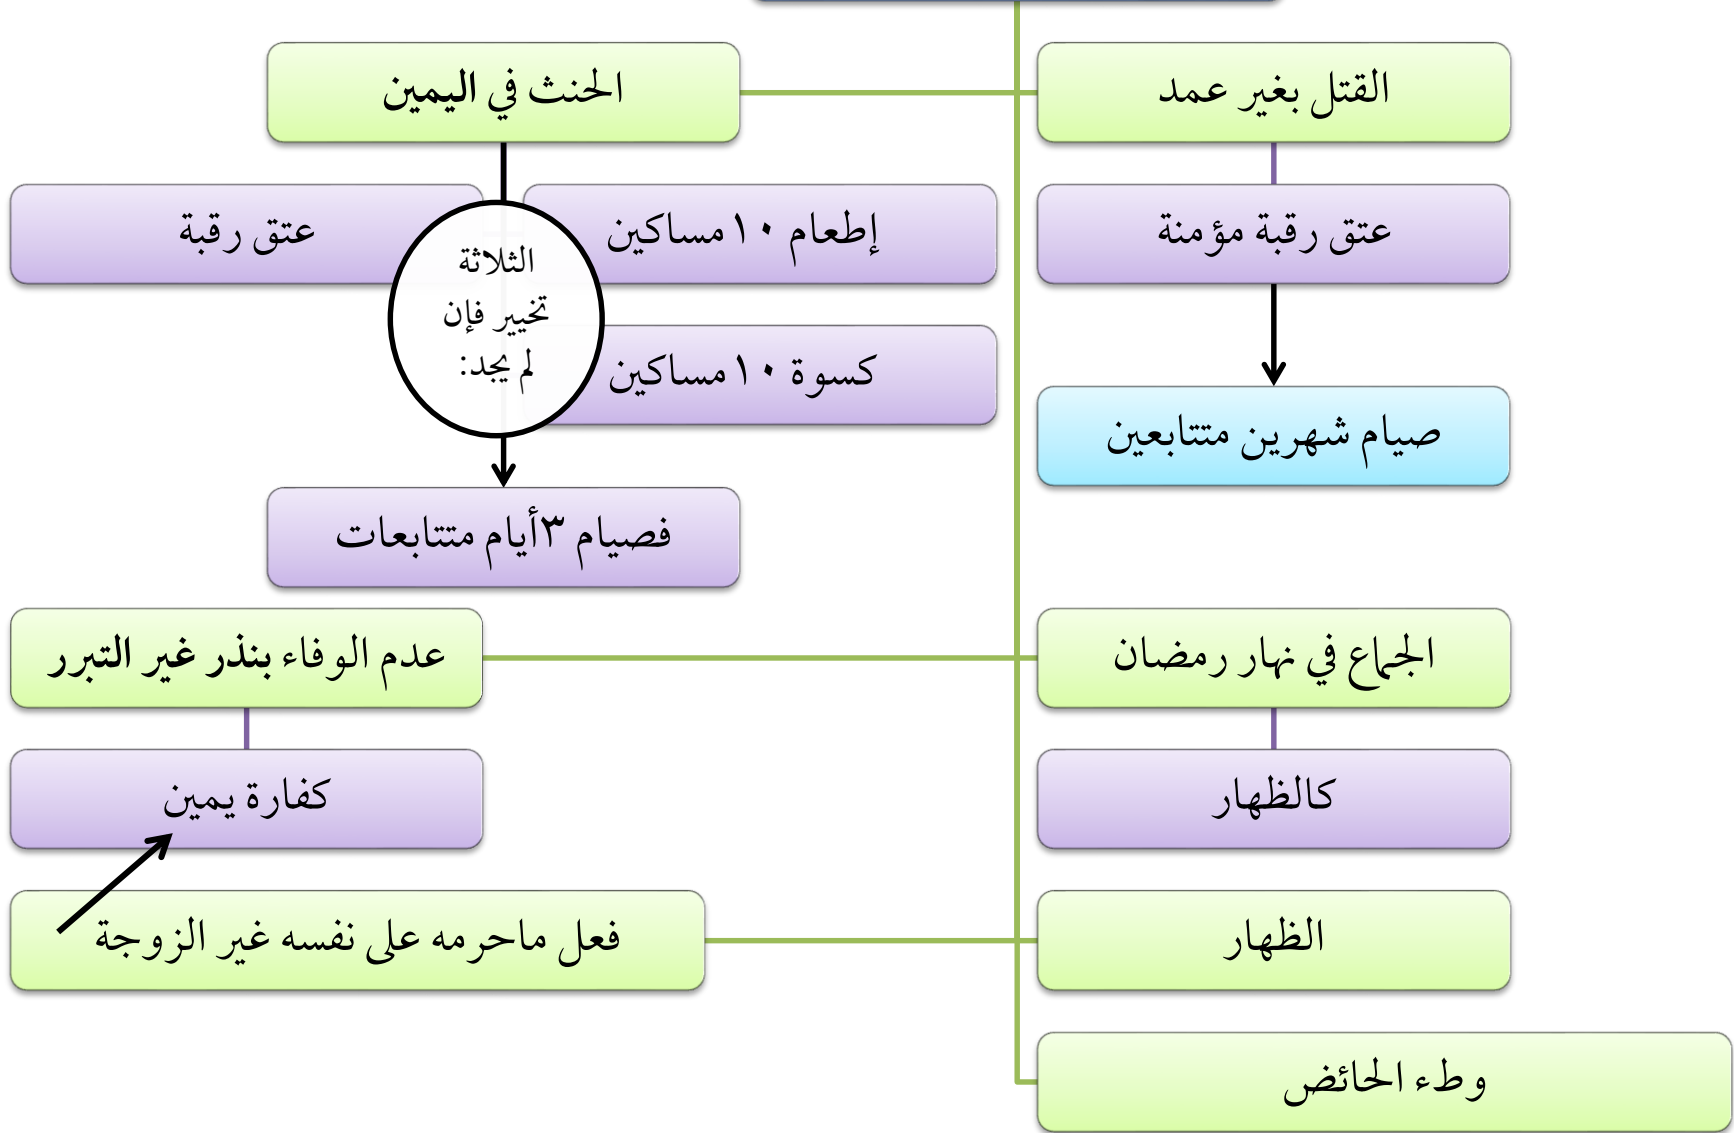 القتل بغير عمد
الحنث في اليمين
عتق رقبة مؤمنة
إطعام ١٠ مساكين
عتق رقبة
الثلاثة
تخيير فإن
لم يجد:
كسوة ١٠ مساكين
صيام شهرين متتابعين
فصيام ٣أيام متتابعات
الجماع في نهار رمضان
عدم الوفاء بنذر غير التبرر
كالظهار
كفارة يمين
الظهار
فعل ماحرمه على نفسه غير الزوجة
وطء الحائض